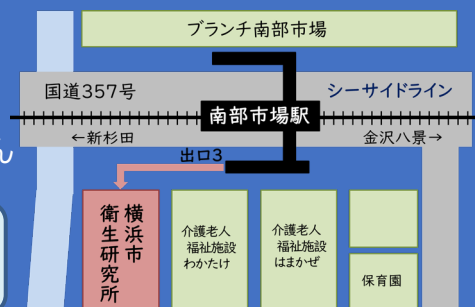 ブランチ南部市場
国道357号
シーサイドライン
南部市場駅
←新杉田
金沢八景→
ん
出口3
横浜市
衛生研究所
介護老人
福祉施設
わかたけ
介護老人
福祉施設
はまかぜ
保育園